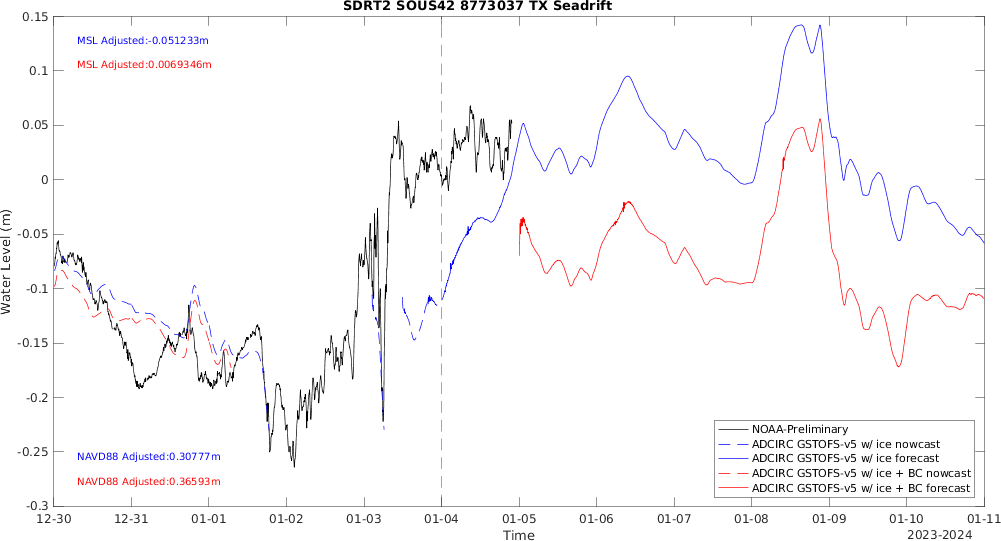 SDRT2 SOUS42 8773037 TX Seadrift
MSL Adjusted:-0.051233m
MSL Adjusted:0.0069346m
0.15
0.1
0.05
0
-0.05
-0.1
-0.15
-0.2
-0.25
-0.3
Water Level (m)
NAVD88 Adjusted:0.30777m
NAVD88 Adjusted:0.36593m
NOAA-Preliminary
ADCIRC GSTOFS-v5 w/ ice nowcast
ADCIRC GSTOFS-v5 w/ ice forecast
ADCIRC GSTOFS-v5 w/ ice + BC nowcast
ADCIRC GSTOFS-v5 w/ ice + BC forecast
12-30 12-31 01-01 01-02 01-03 01-04 01-05 01-06 01-07 01-08 01-09 01-10 01-11
Time
2023-2024